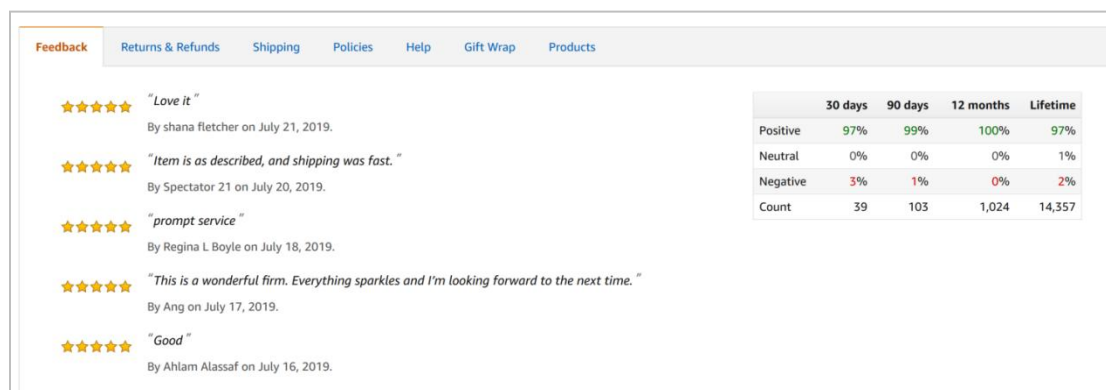 Feedback Returns & Refunds Shipping Policies Help Gift Wrap Products
"Love it"
By shana fletcher on July 21, 2019.
"Item is as described, and shipping was fast."
By Spectator 21 on July 20, 2019.
"prompt service"
By Regina L Boyle on July 18, 2019.
"This is a wonderful firm. Everything sparkles and I'm looking forward to the next time."
By Ang on July 17, 2019.
"Good"
By Ahlam Alassaf on July 16, 2019.
30 days 90 days 12 months Lifetime
Positive 97% 99% 100% 97%
Neutral 0% 0% 0% 1%
Negative 3% 1% 0% 2%
Count 39 103 1,024 14,357